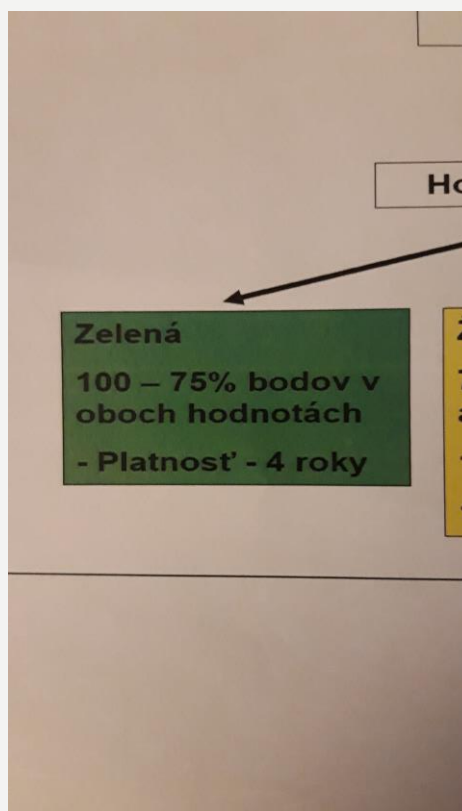 Zelená
100 – 75% bodov v
oboch hodnotách
- Platnosť - 4 roky